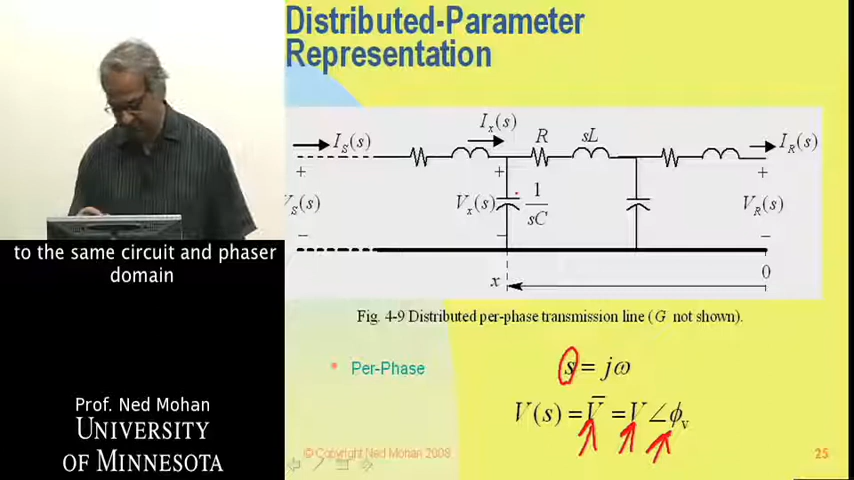 Distributed-Parameter
Representation
I_S(s)
I_x(s)
R
sL
I_R(s)
+
+
+
V_S(s)
V_x(s)
1
sC
V_R(s)
−
−
−
x
0
Fig. 4-9 Distributed per-phase transmission line (G not shown).
• Per-Phase
s = jω
V(s) = V̅ = V∠ϕ_v
© Copyright Ned Mohan 2008
25
to the same circuit and phaser
domain
Prof. Ned Mohan
UNIVERSITY
OF MINNESOTA